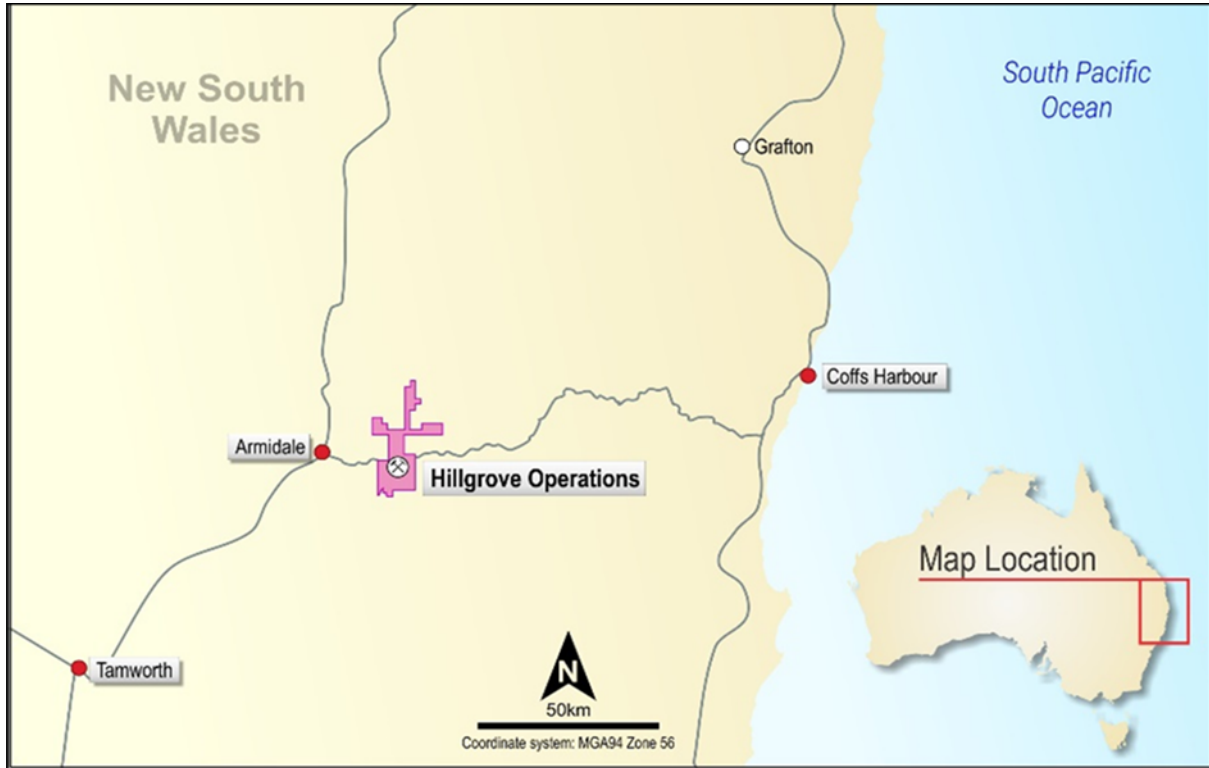 New South
Wales
South Pacific
Ocean
Grafton
Coffs Harbour
Armidale
Hillgrove Operations
Map Location
Tamworth
N
50km
Coordinate system: MGA94 Zone 56